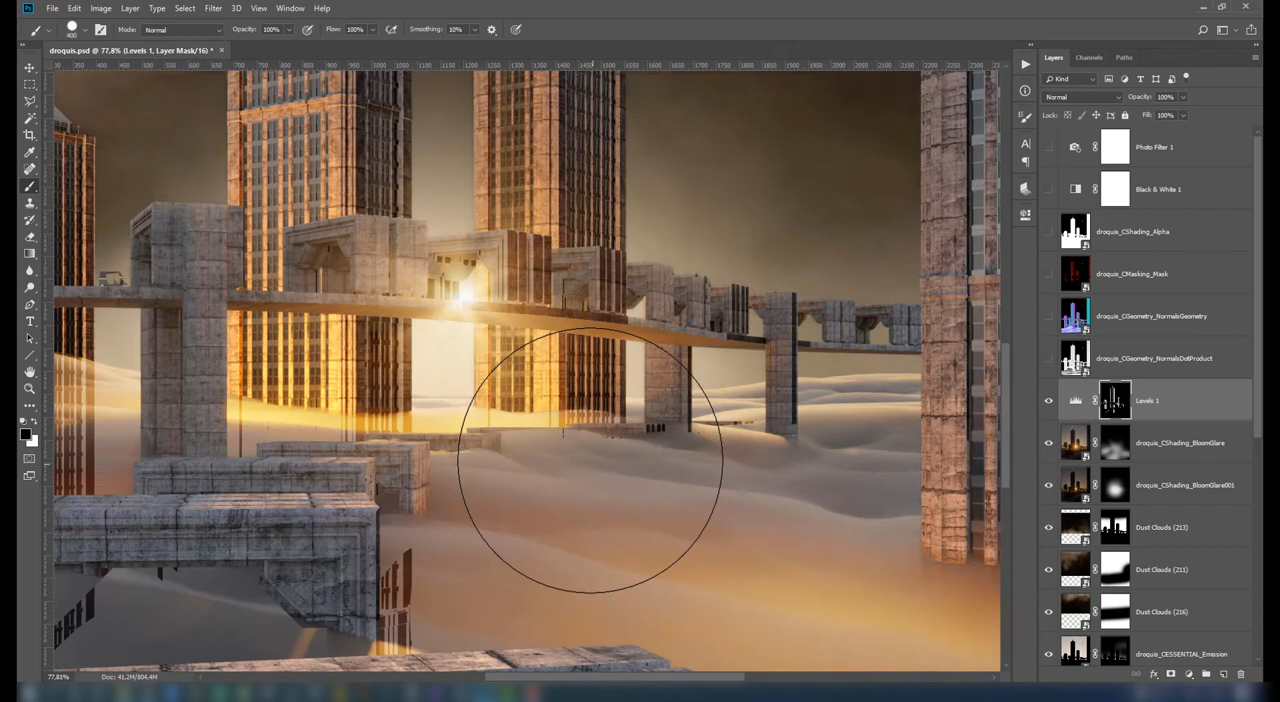 Ps File Edit Image Layer Type Select Filter 3D View Window Help
400 Mode: Normal Opacity: 100% Flow: 100% Smoothing: 10%
droquis.psd @ 77,8% (Levels 1, Layer Mask/16) *
Layers Channels Paths
Kind
Normal Opacity: 100%
Lock: Fill: 100%
Photo Filter 1
Black & White 1
droquis_CShading_Alpha
droquis_CMasking_Mask
droquis_CGeometry_NormalsGeometry
droquis_CGeometry_NormalsDotProduct
Levels 1
droquis_CShading_BloomGlare
droquis_CShading_BloomGlare001
Dust Clouds (213)
Dust Clouds (211)
Dust Clouds (216)
droquis_CESSENTIAL_Emission
77,81% Doc: 41,2M/804,4M